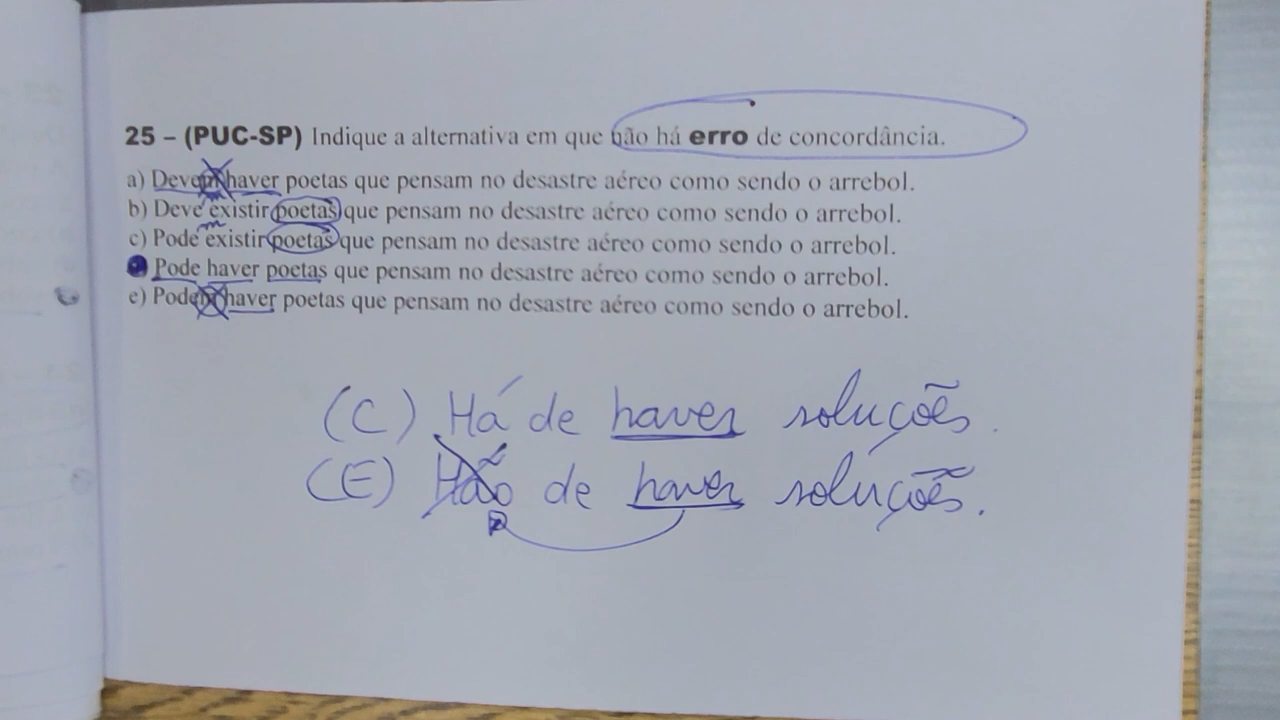 25 – (PUC-SP) Indique a alternativa em que não há erro de concordância.
a) Devem haver poetas que pensam no desastre aéreo como sendo o arrebol.
b) Deve existir poetas que pensam no desastre aéreo como sendo o arrebol.
m
c) Pode existir poetas que pensam no desastre aéreo como sendo o arrebol.
Pode haver poetas que pensam no desastre aéreo como sendo o arrebol.
e) Podem haver poetas que pensam no desastre aéreo como sendo o arrebol.
(C) Há de haver soluções.
(E) Hão de haver soluções.